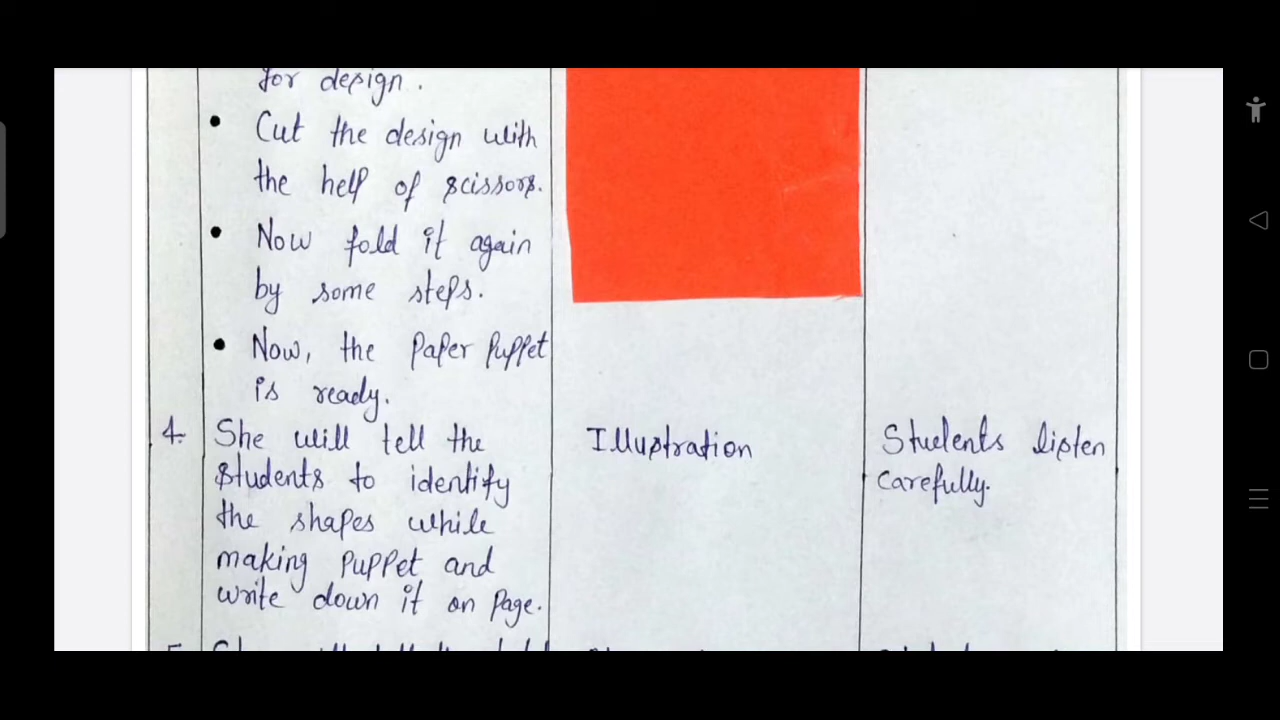 for design.
• Cut the design with
the help of scissors.
• Now fold it again
by some steps.
• Now, the paper puppet
is ready.
4. She will tell the
students to identify
the shapes while
making puppet and
write down it on page.
Illustration
Students listen
carefully.